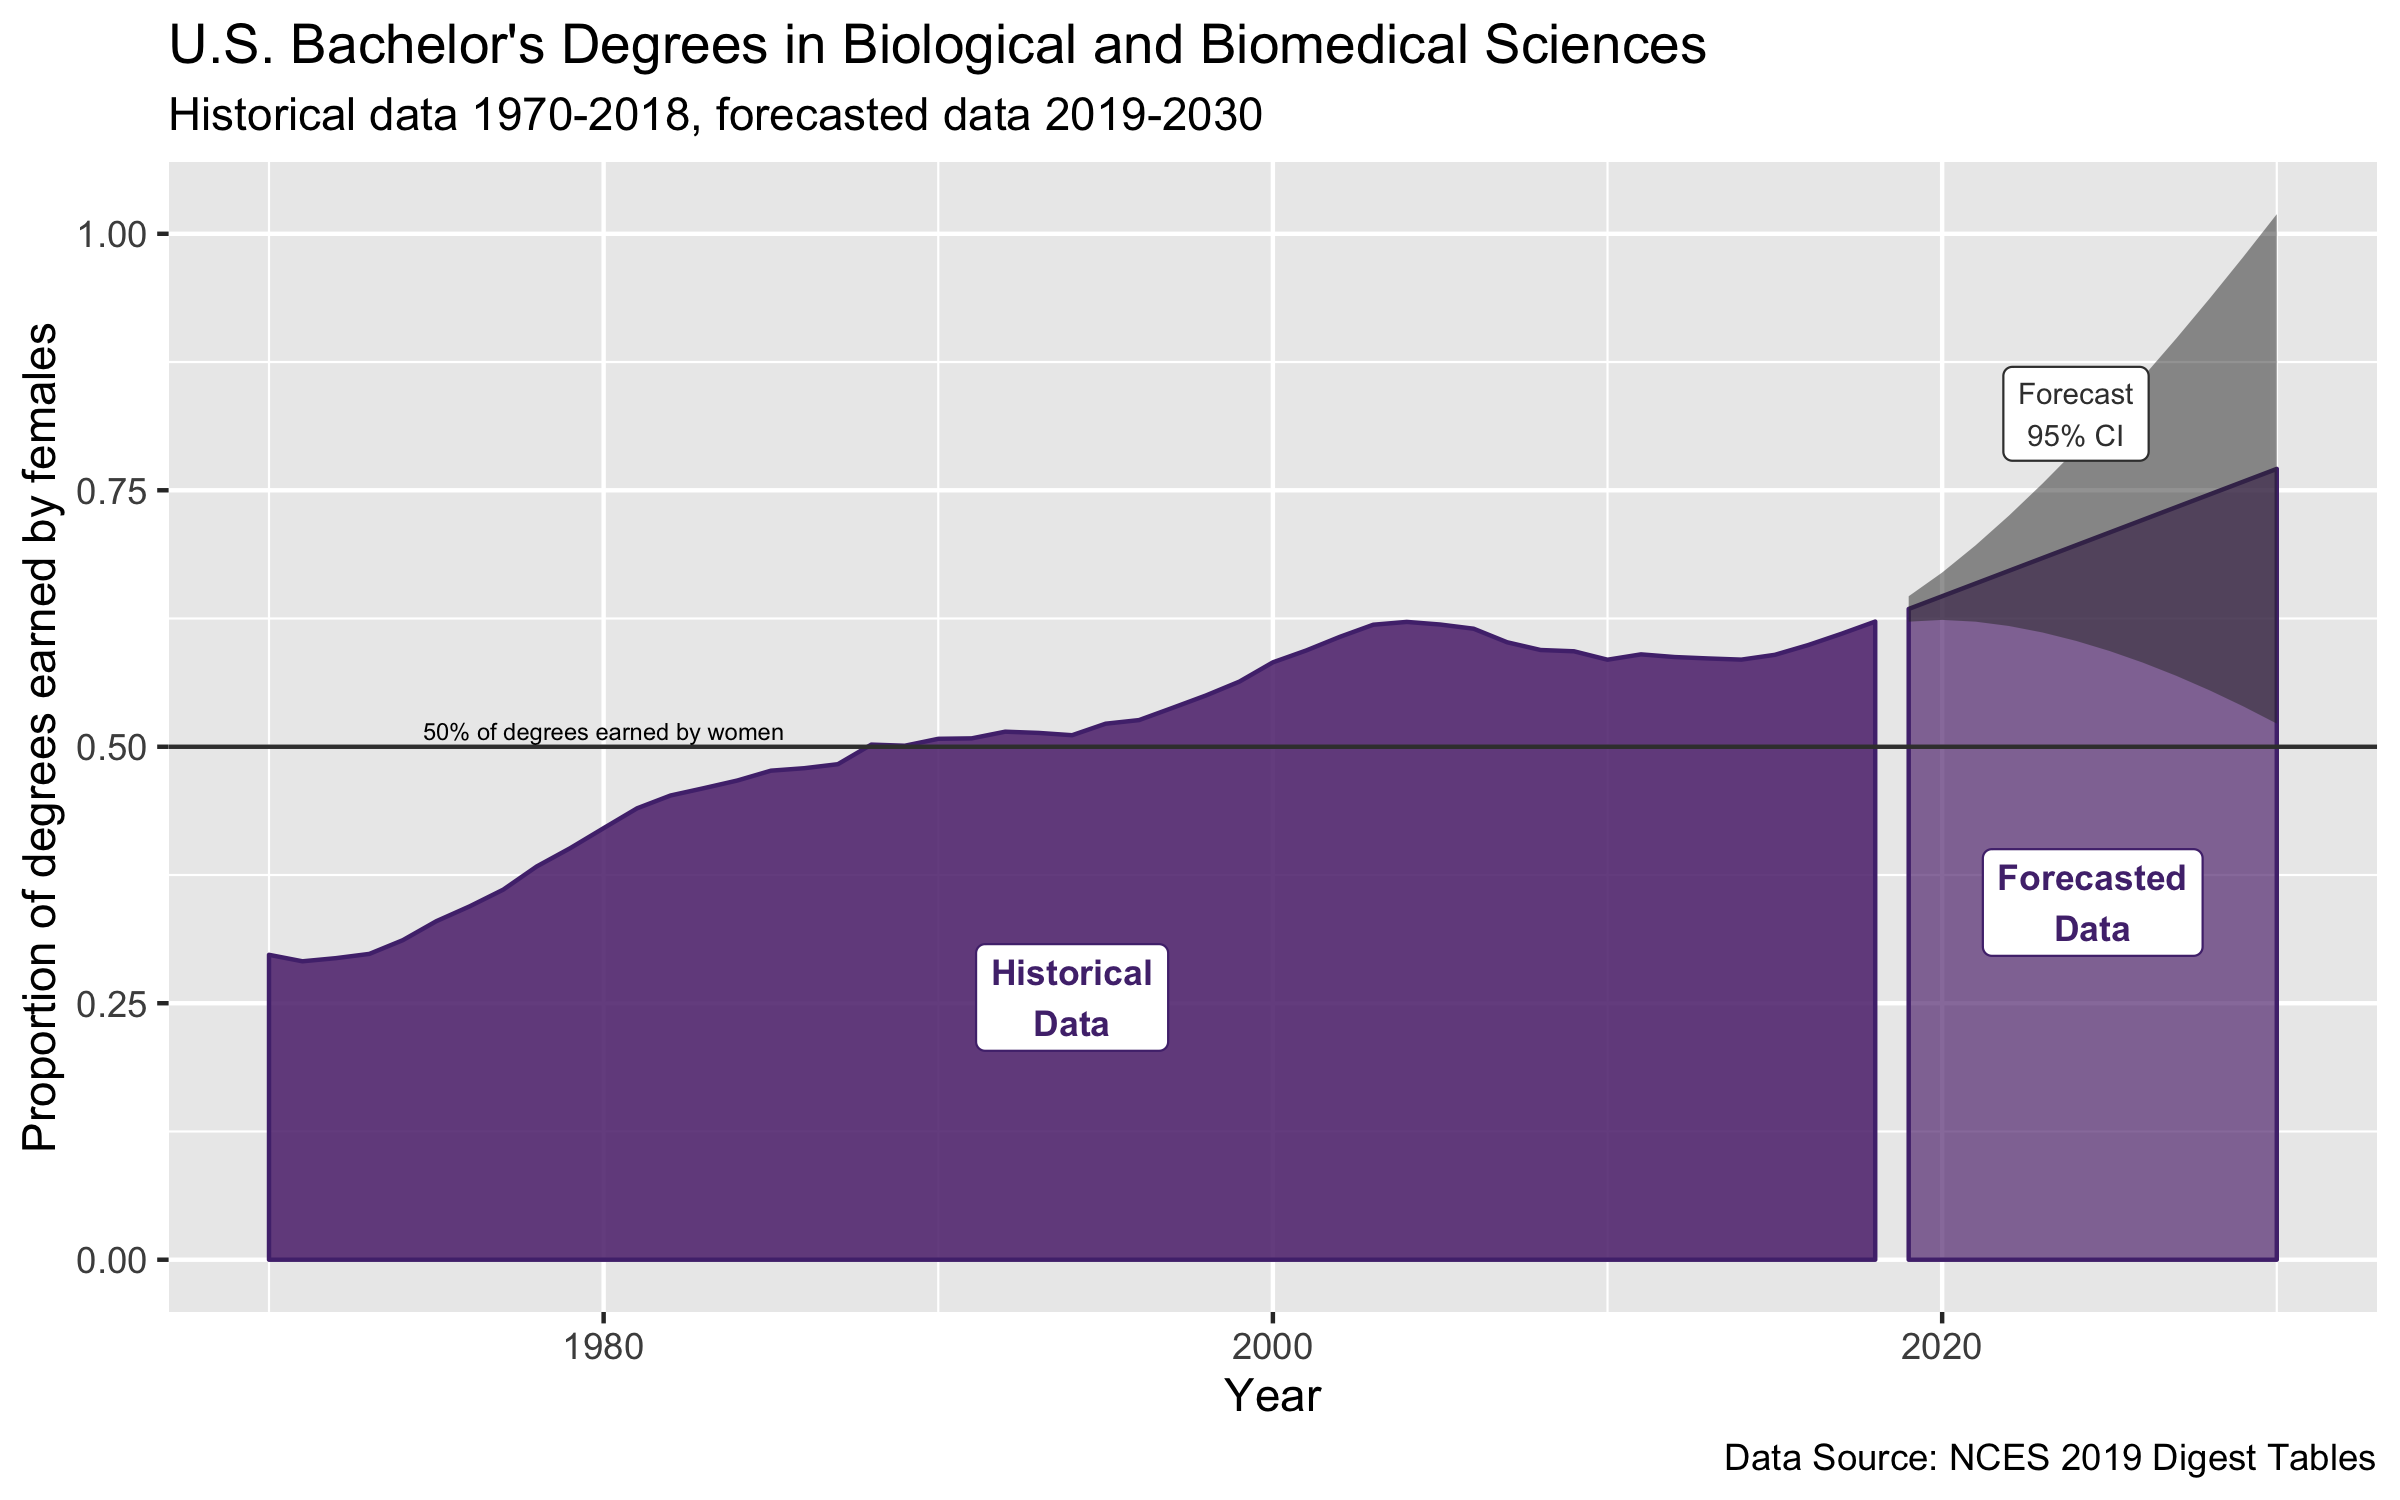 U.S. Bachelor's Degrees in Biological and Biomedical Sciences
Historical data 1970-2018, forecasted data 2019-2030
Proportion of degrees earned by females
1.00
0.75
0.50
0.25
0.00
50% of degrees earned by women
Forecast
95% CI
Historical
Data
Forecasted
Data
1980
2000
2020
Year
Data Source: NCES 2019 Digest Tables